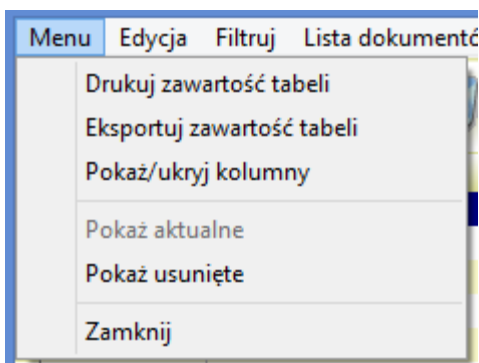 Menu Edycja Filtruj Lista dokumentó
Drukuj zawartość tabeli
Eksportuj zawartość tabeli
Pokaż/ukryj kolumny
Pokaż aktualne
Pokaż usunięte
Zamknij